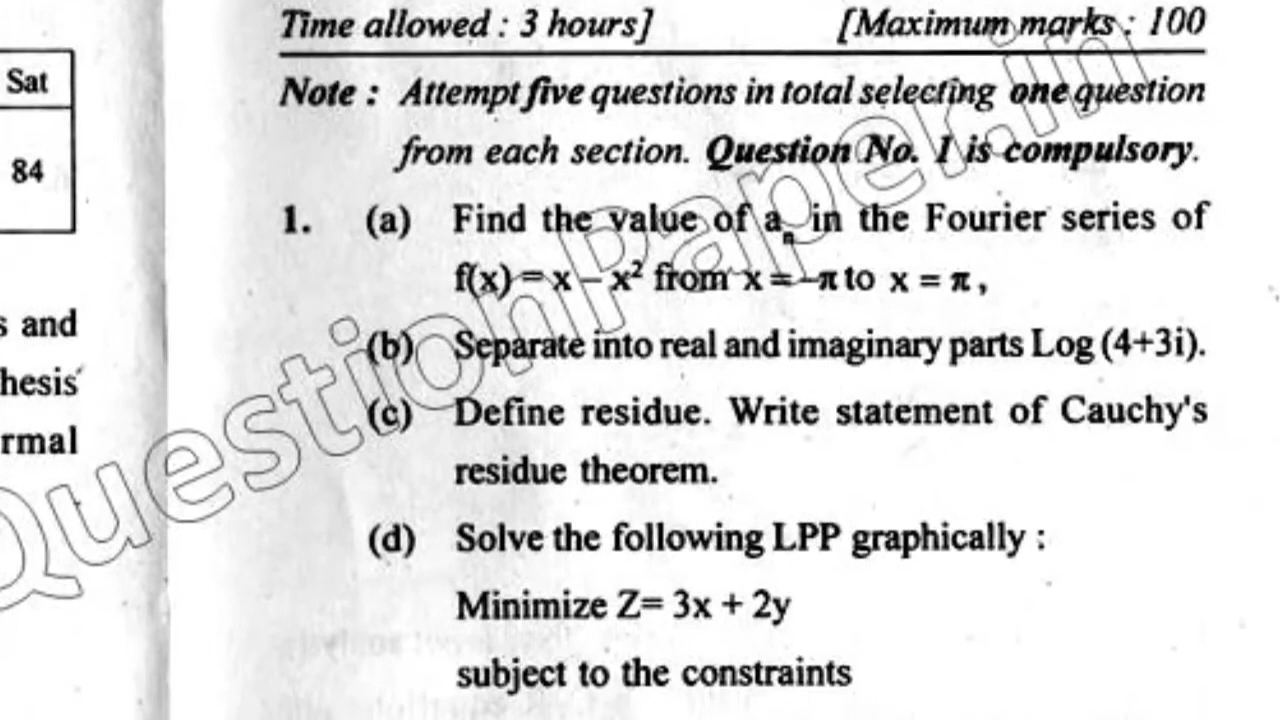 Sat
84
s and
hesis
rmal
Time allowed : 3 hours] [Maximum marks : 100
Note : Attempt five questions in total selecting one question
from each section. Question No. 1 is compulsory.
1. (a) Find the value of aₙ in the Fourier series of
f(x) = x – x² from x = –π to x = π ,
(b) Separate into real and imaginary parts Log (4+3i).
(c) Define residue. Write statement of Cauchy's
residue theorem.
(d) Solve the following LPP graphically :
Minimize Z= 3x + 2y
subject to the constraints
QuestionPaper.in